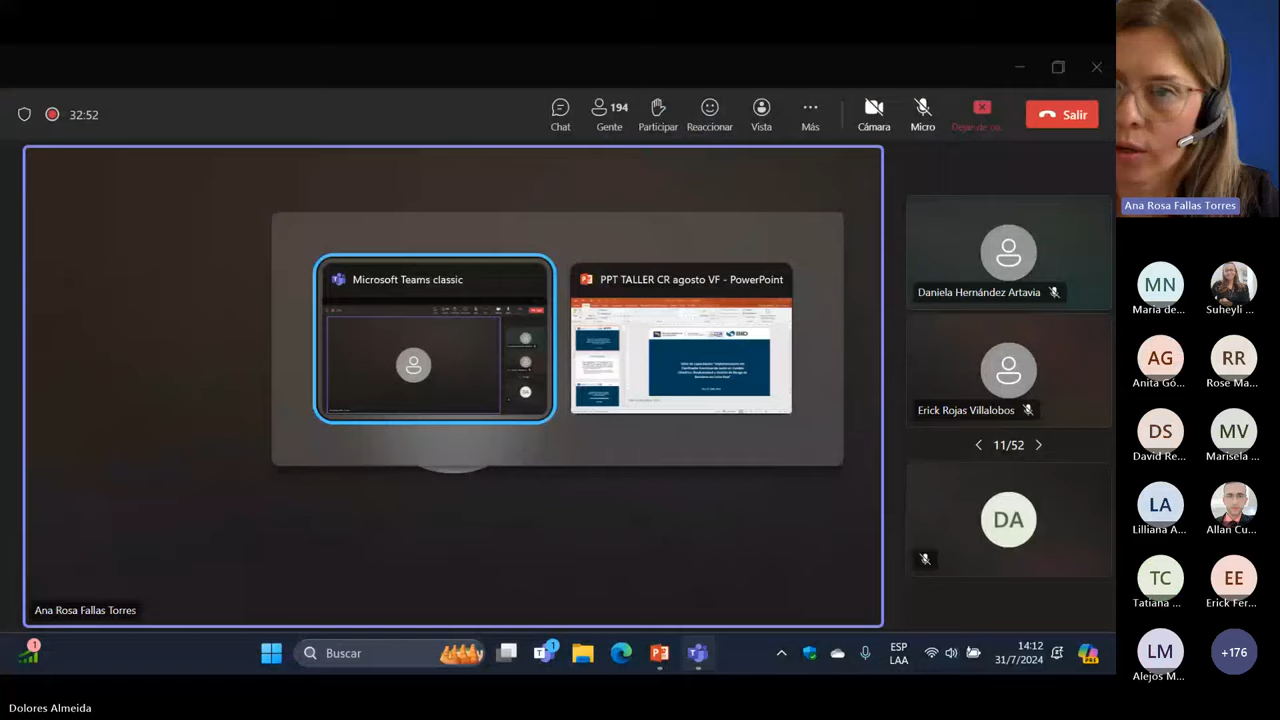 32:52
Chat
194
Gente
Participar
Reaccionar
Vista
Más
Cámara
Micro
Salir
Ana Rosa Fallas Torres
Microsoft Teams classic
PPT TALLER CR agosto VF - PowerPoint
Daniela Hernández Artavia
Erick Rojas Villalobos
11/52
DA
Ana Rosa Fallas Torres
MN
Maria de...
Suheyli ...
AG
Anita Gó...
RR
Rose Ma...
DS
David Re...
MV
Marisela ...
LA
Lilliana A...
Allan Cu...
TC
Tatiana ...
EE
Erick Fer...
LM
Alejos M...
+176
1
Buscar
1
ESP
LAA
14:12
31/7/2024
PRE
Dolores Almeida